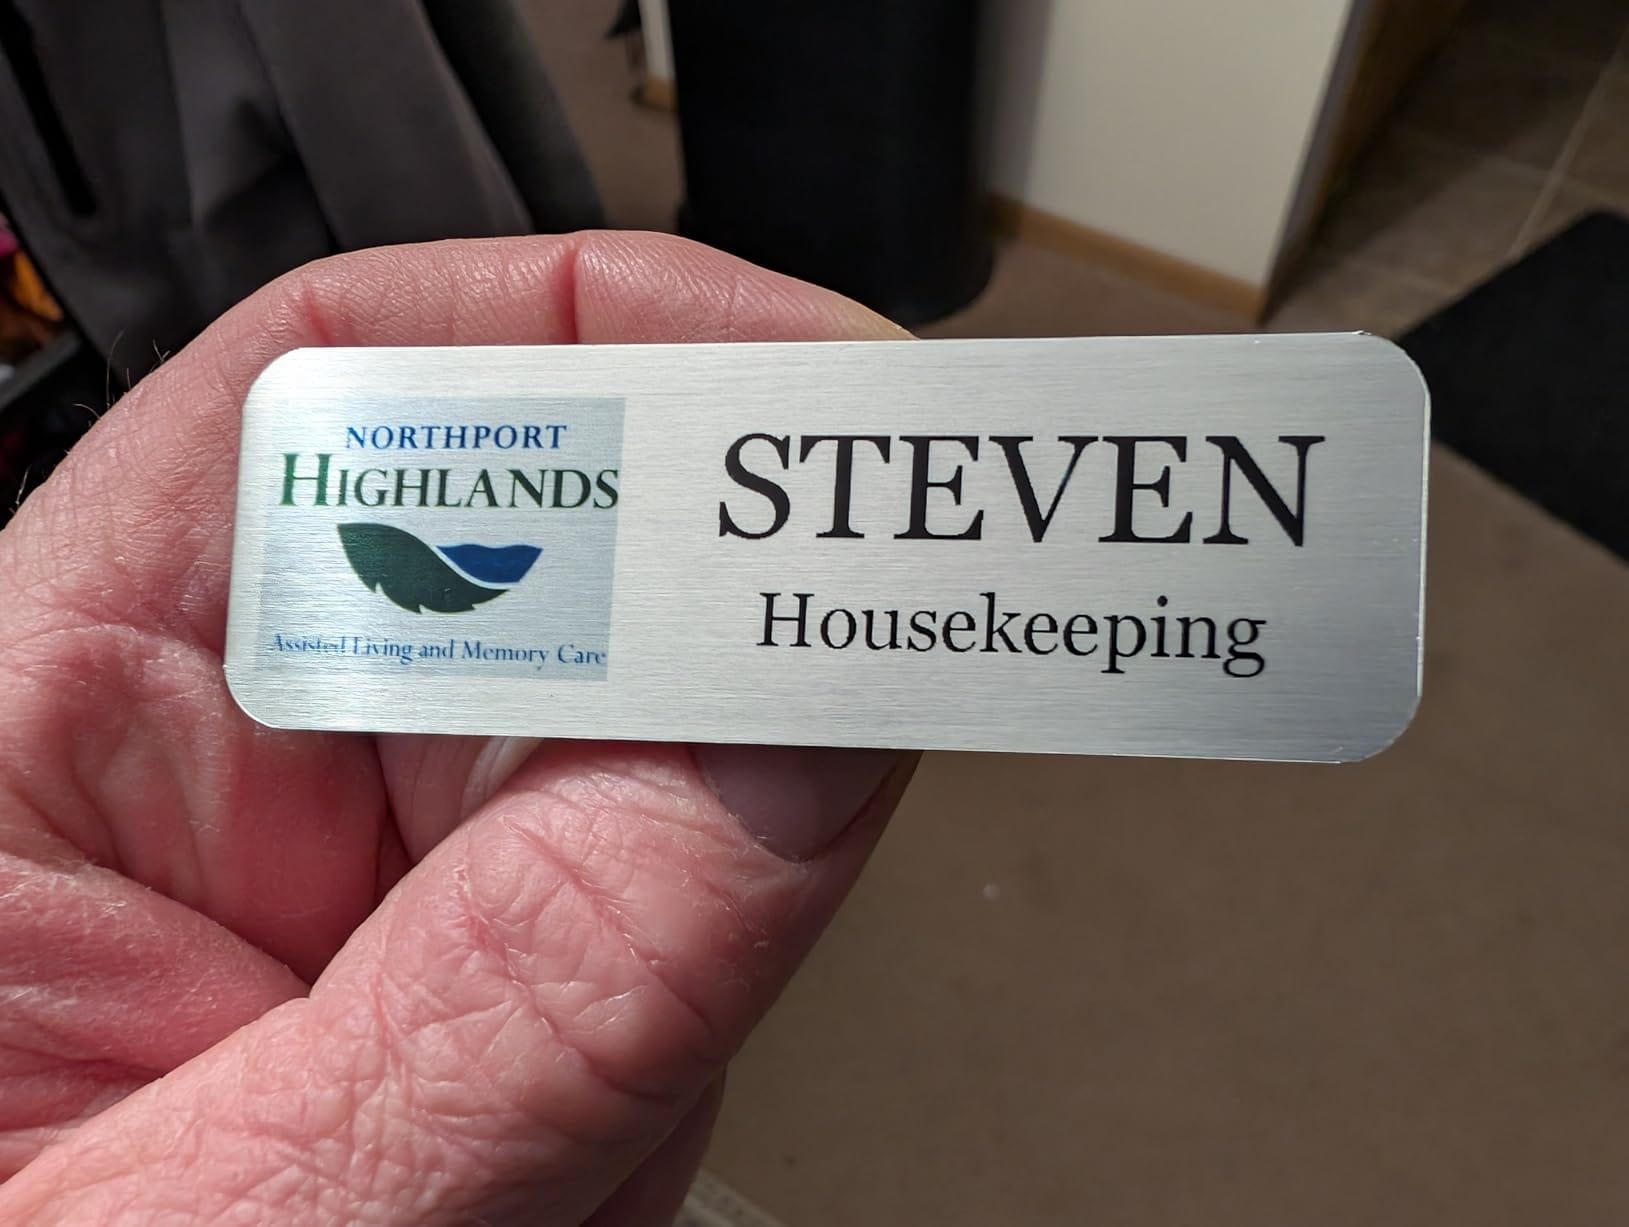 NORTHPORT
HIGHLANDS
Assisted Living and Memory Care
STEVEN
Housekeeping